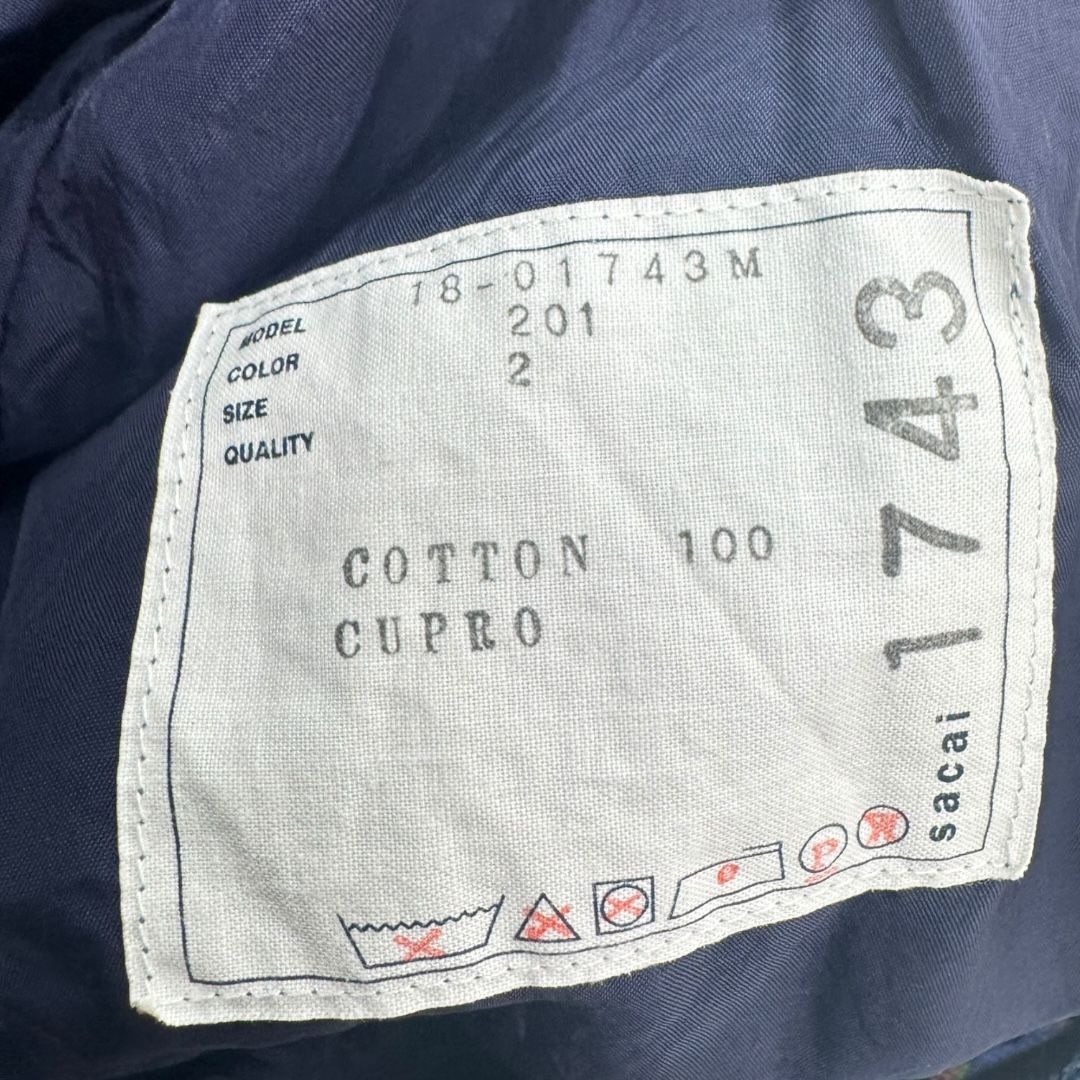 MODEL 18-01743M
COLOR 201
SIZE 2
QUALITY
COTTON 100
CUPRO
sacai 1743
P